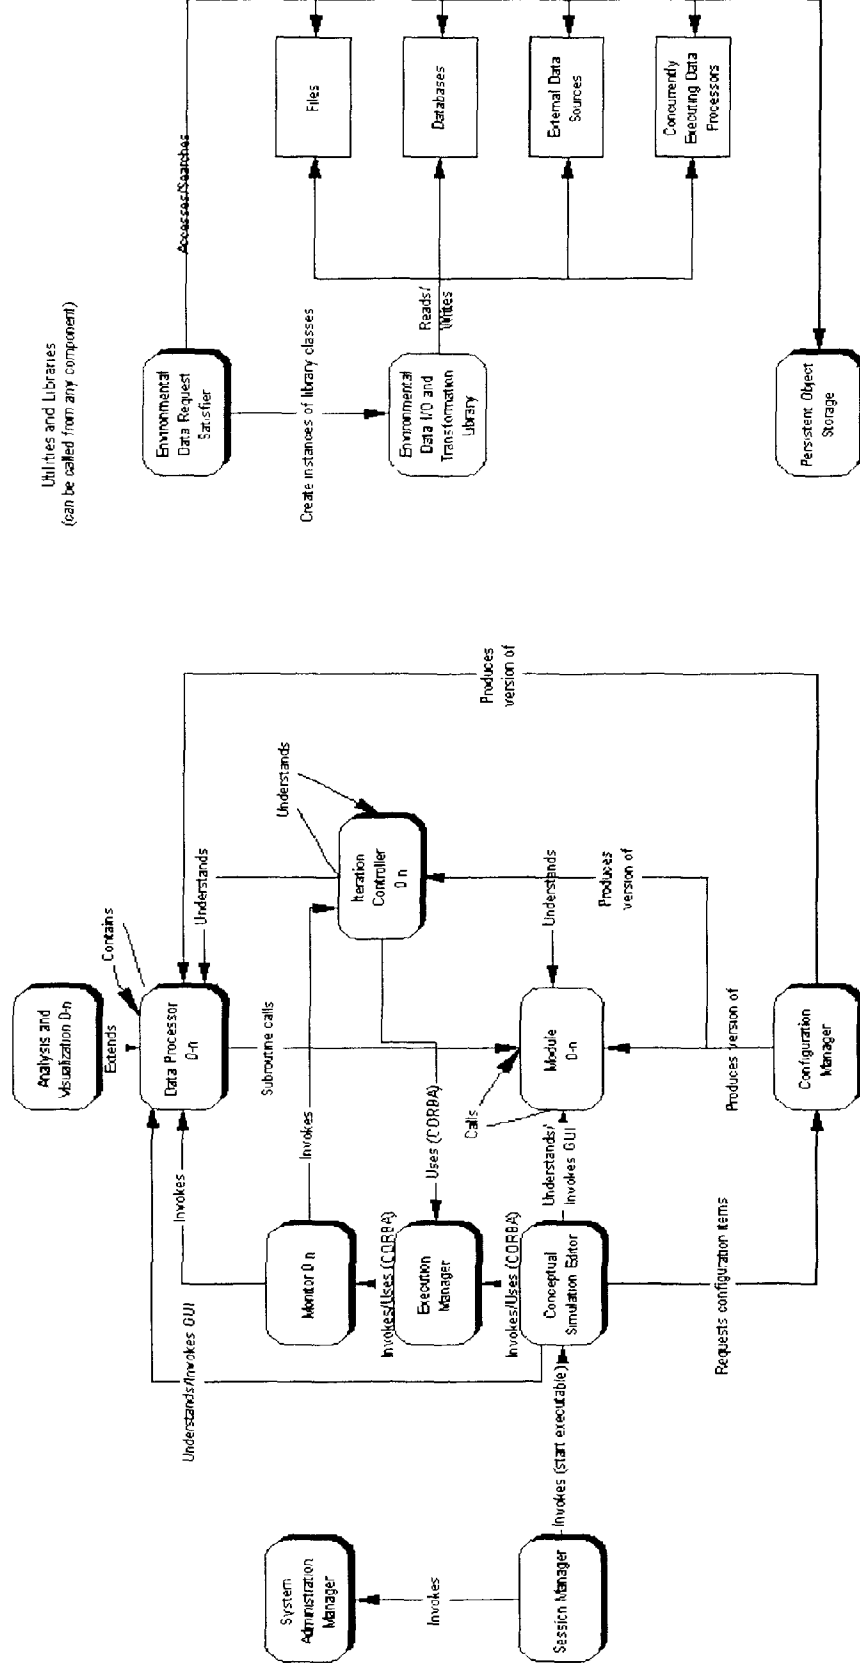 Utilities and Libraries
(can be called from any component)
Analysis and
Visualization 0-n
Extends
Contains
Data Processor
0-n
Understands
Invokes
Understands/Invokes GUI
Subroutine calls
Understands
Iteration
Controller
0-n
Invokes
Uses (CORBA)
Monitor 0-n
Invokes/Uses (CORBA)
Execution
Manager
Invokes/Uses (CORBA)
Conceptual
Simulation Editor
Understands/
Invokes GUI
Calls
Module
0-n
Understands
Produces
version of
Produces
version of
Produces version of
Configuration
Manager
Requests configuration items
System
Administration
Manager
Invokes
Session Manager
Invokes (start executable)
Environmental
Data Request
Satisfier
Accesses/Searches
Create instances of library classes
Environmental
Data I/O and
Transformation
Library
Reads/
Writes
Files
Databases
External Data
Sources
Concurrently
Executing Data
Processors
Persistent Object
Storage